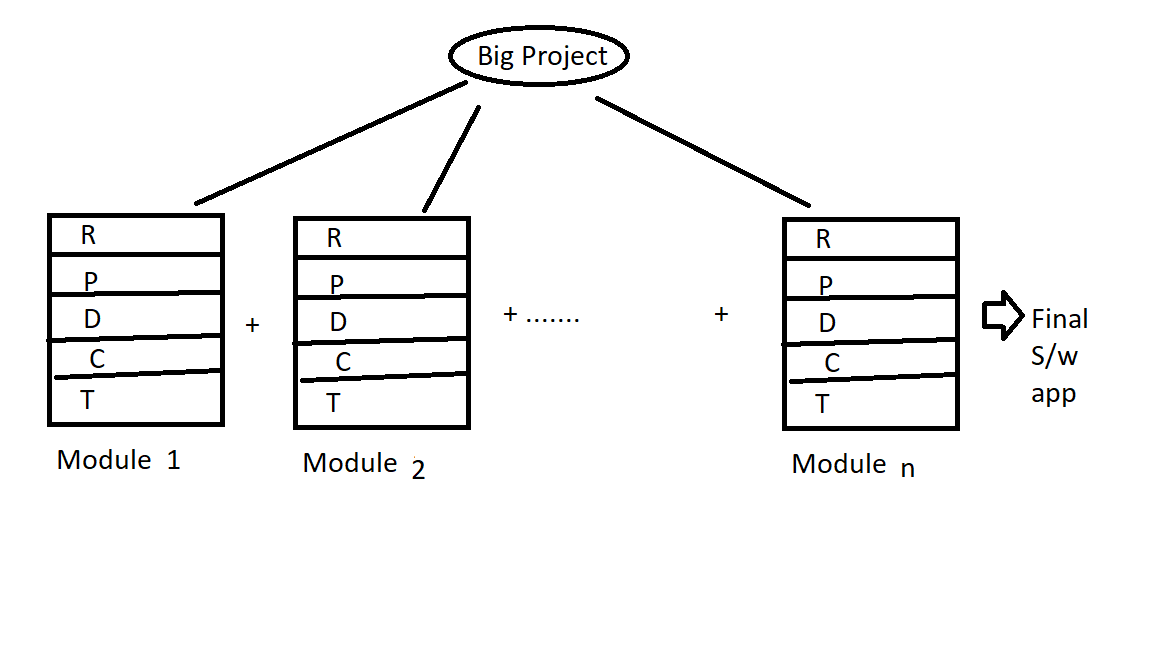 Big Project
R
P
D
C
T
Module 1
+
R
P
D
C
T
Module 2
+ .......
+
R
P
D
C
T
Module n
Final
S/w
app